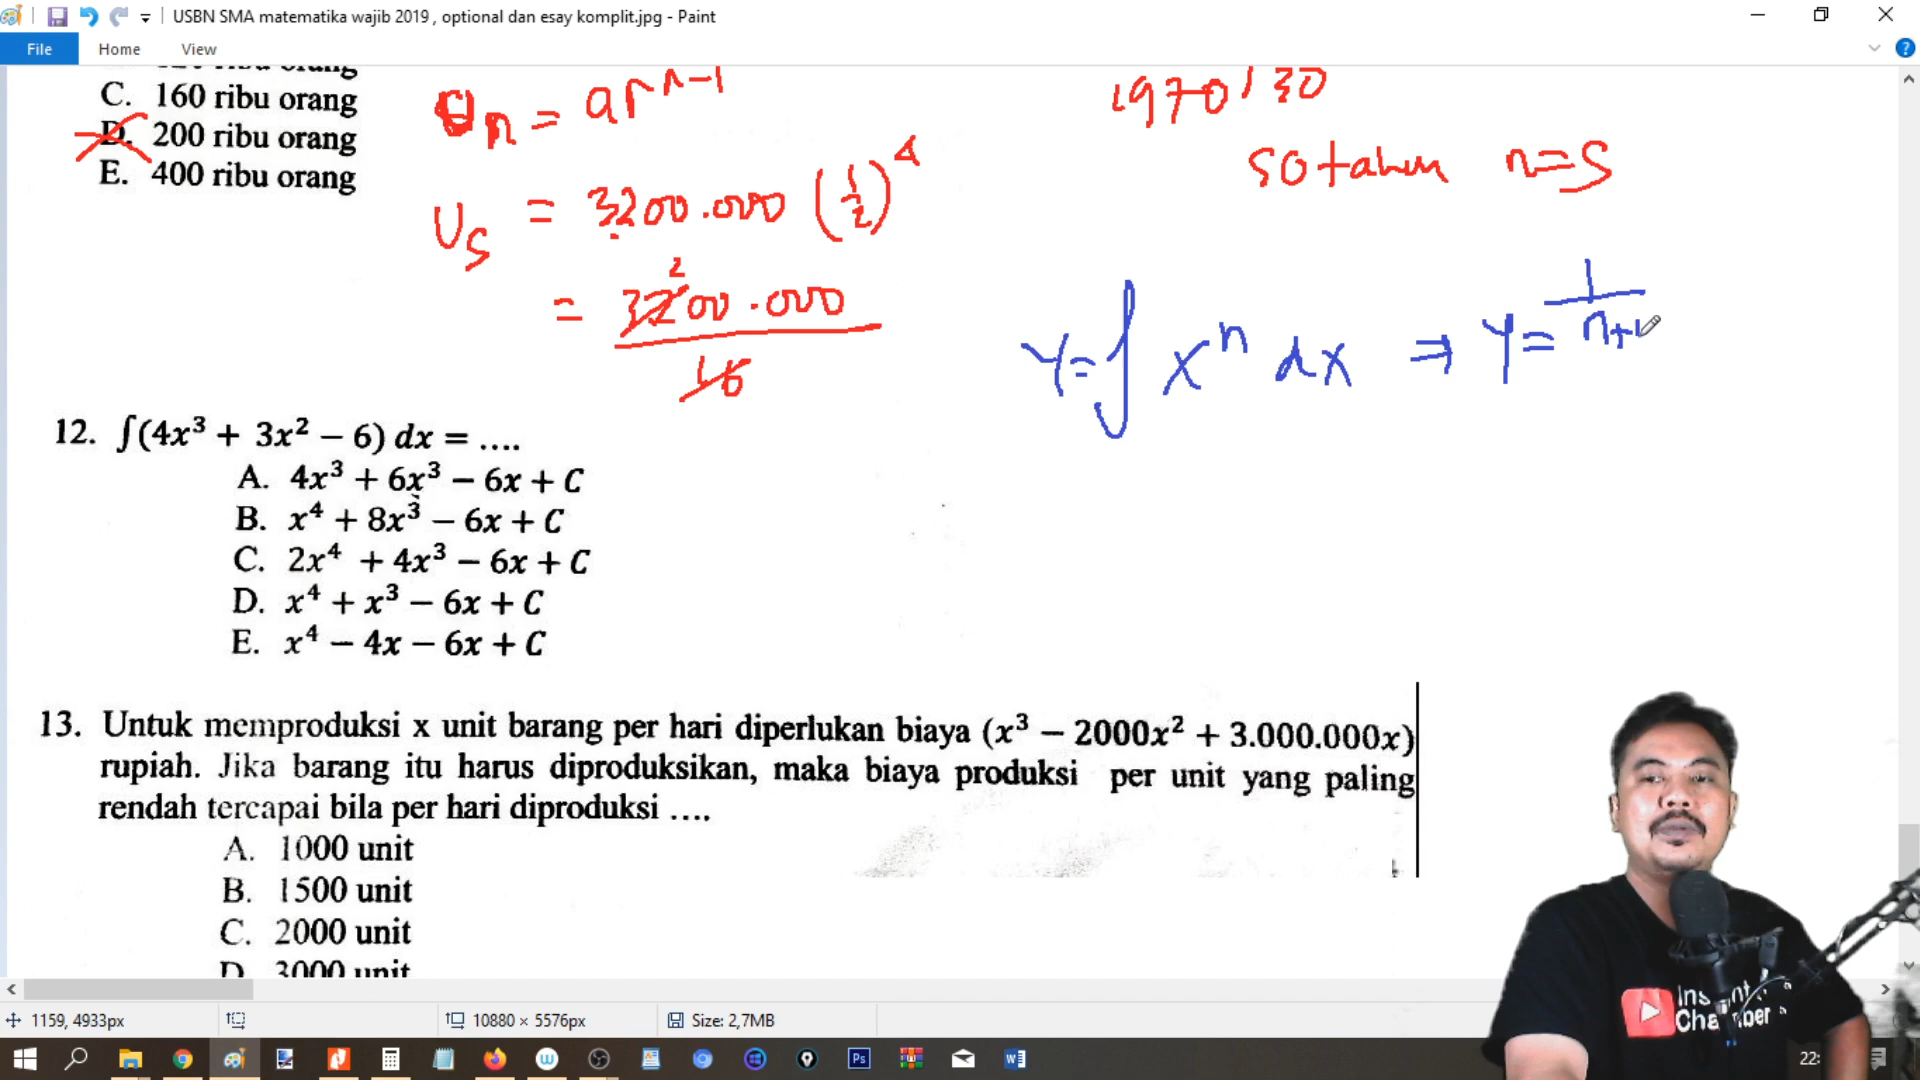 USBN SMA matematika wajib 2019 , optional dan esay komplit.jpg - Paint
File Home View
C. 160 ribu orang
D. 200 ribu orang
E. 400 ribu orang
Un = ar^n-1
U5 = 3200.000 (1/2)^4
= 3200.000 / 16
2
1970 / 30
50 tahun n=5
Y = ∫ x^n dx ⇒ Y = 1/n+1
12. ∫(4x³ + 3x² − 6) dx = ....
A. 4x³ + 6x³ − 6x + C
B. x⁴ + 8x³ − 6x + C
C. 2x⁴ + 4x³ − 6x + C
D. x⁴ + x³ − 6x + C
E. x⁴ − 4x − 6x + C
13. Untuk memproduksi x unit barang per hari diperlukan biaya (x³ − 2000x² + 3.000.000x)
rupiah. Jika barang itu harus diproduksikan, maka biaya produksi per unit yang paling
rendah tercapai bila per hari diproduksi ....
A. 1000 unit
B. 1500 unit
C. 2000 unit
D. 3000 unit
1159, 4933px
10880 × 5576px
Size: 2,7MB
22: